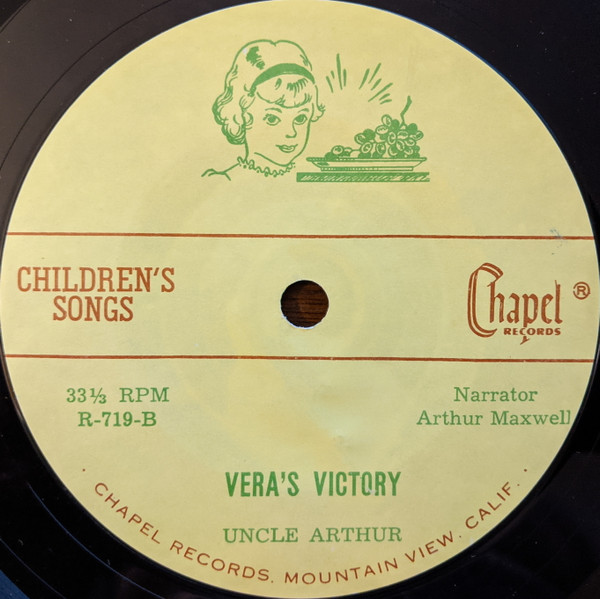 CHILDREN'S
SONGS
Chapel ®
RECORDS
33⅓ RPM
R-719-B
Narrator
Arthur Maxwell
VERA'S VICTORY
UNCLE ARTHUR
· CHAPEL RECORDS. MOUNTAIN VIEW. CALIF. ·